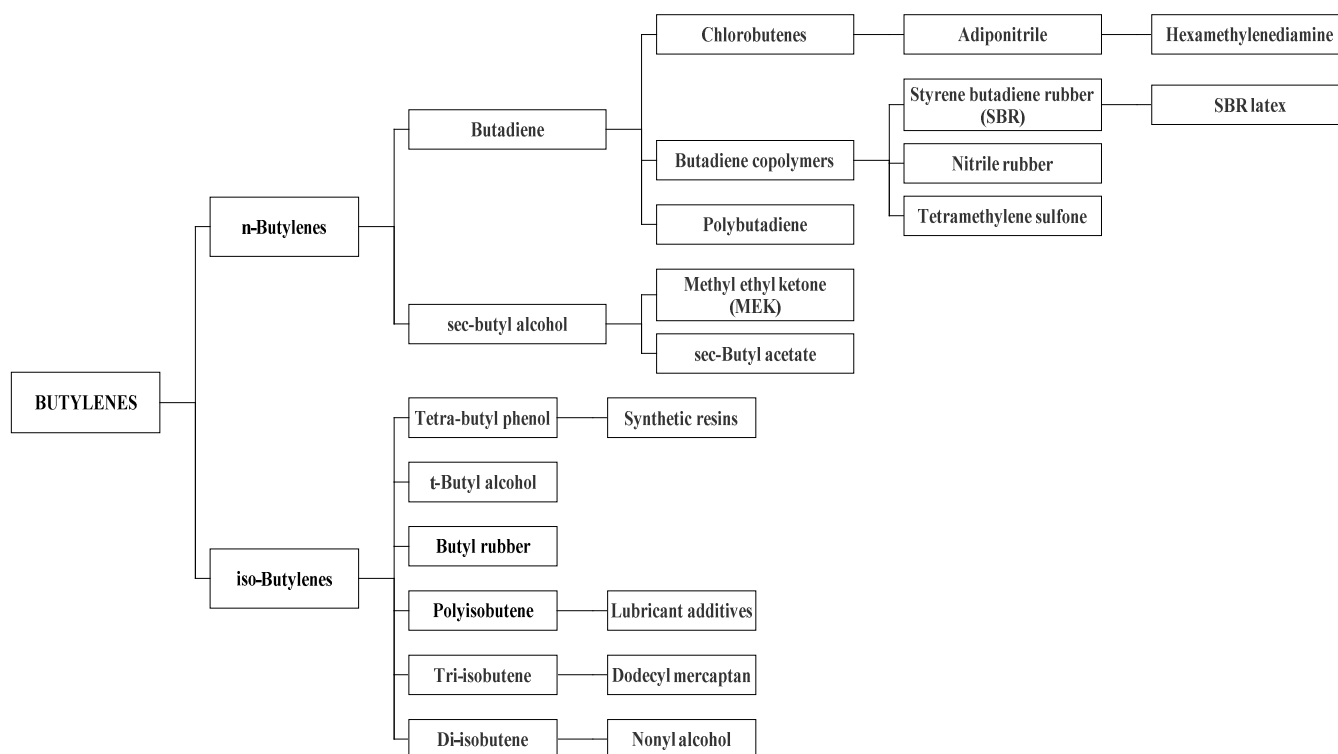 Chlorobutenes
Adiponitrile
Hexamethylenediamine
Styrene butadiene rubber
(SBR)
SBR latex
Butadiene
Butadiene copolymers
Nitrile rubber
n-Butylenes
Polybutadiene
Tetramethylene sulfone
Methyl ethyl ketone
(MEK)
sec-butyl alcohol
sec-Butyl acetate
BUTYLENES
Tetra-butyl phenol
Synthetic resins
t-Butyl alcohol
Butyl rubber
iso-Butylenes
Polyisobutene
Lubricant additives
Tri-isobutene
Dodecyl mercaptan
Di-isobutene
Nonyl alcohol